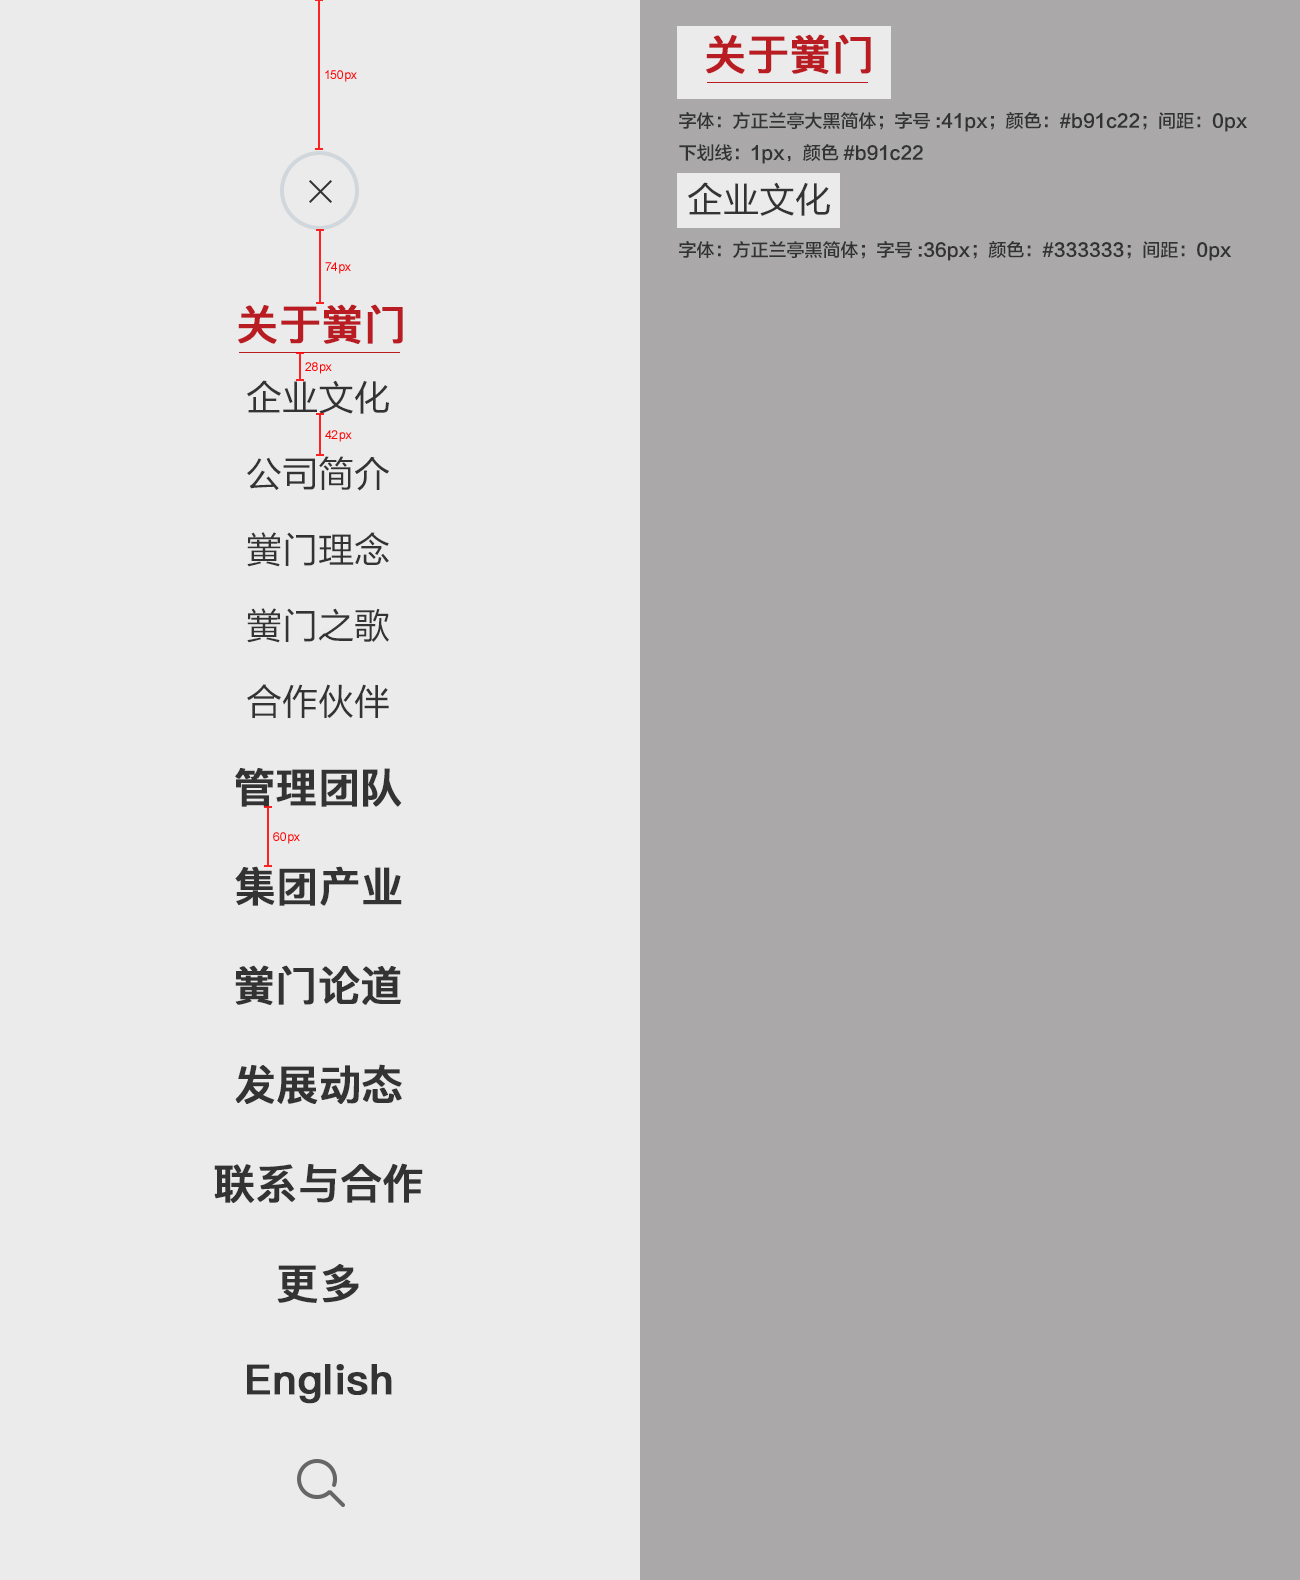 150px
74px
关于黉门
28px
企业文化
42px
公司简介
黉门理念
黉门之歌
合作伙伴
管理团队
60px
集团产业
黉门论道
发展动态
联系与合作
更多
English
关于黉门
字体：方正兰亭大黑简体；字号:41px；颜色：#b91c22；间距：0px
下划线：1px，颜色#b91c22
企业文化
字体：方正兰亭黑简体；字号:36px；颜色：#333333；间距：0px